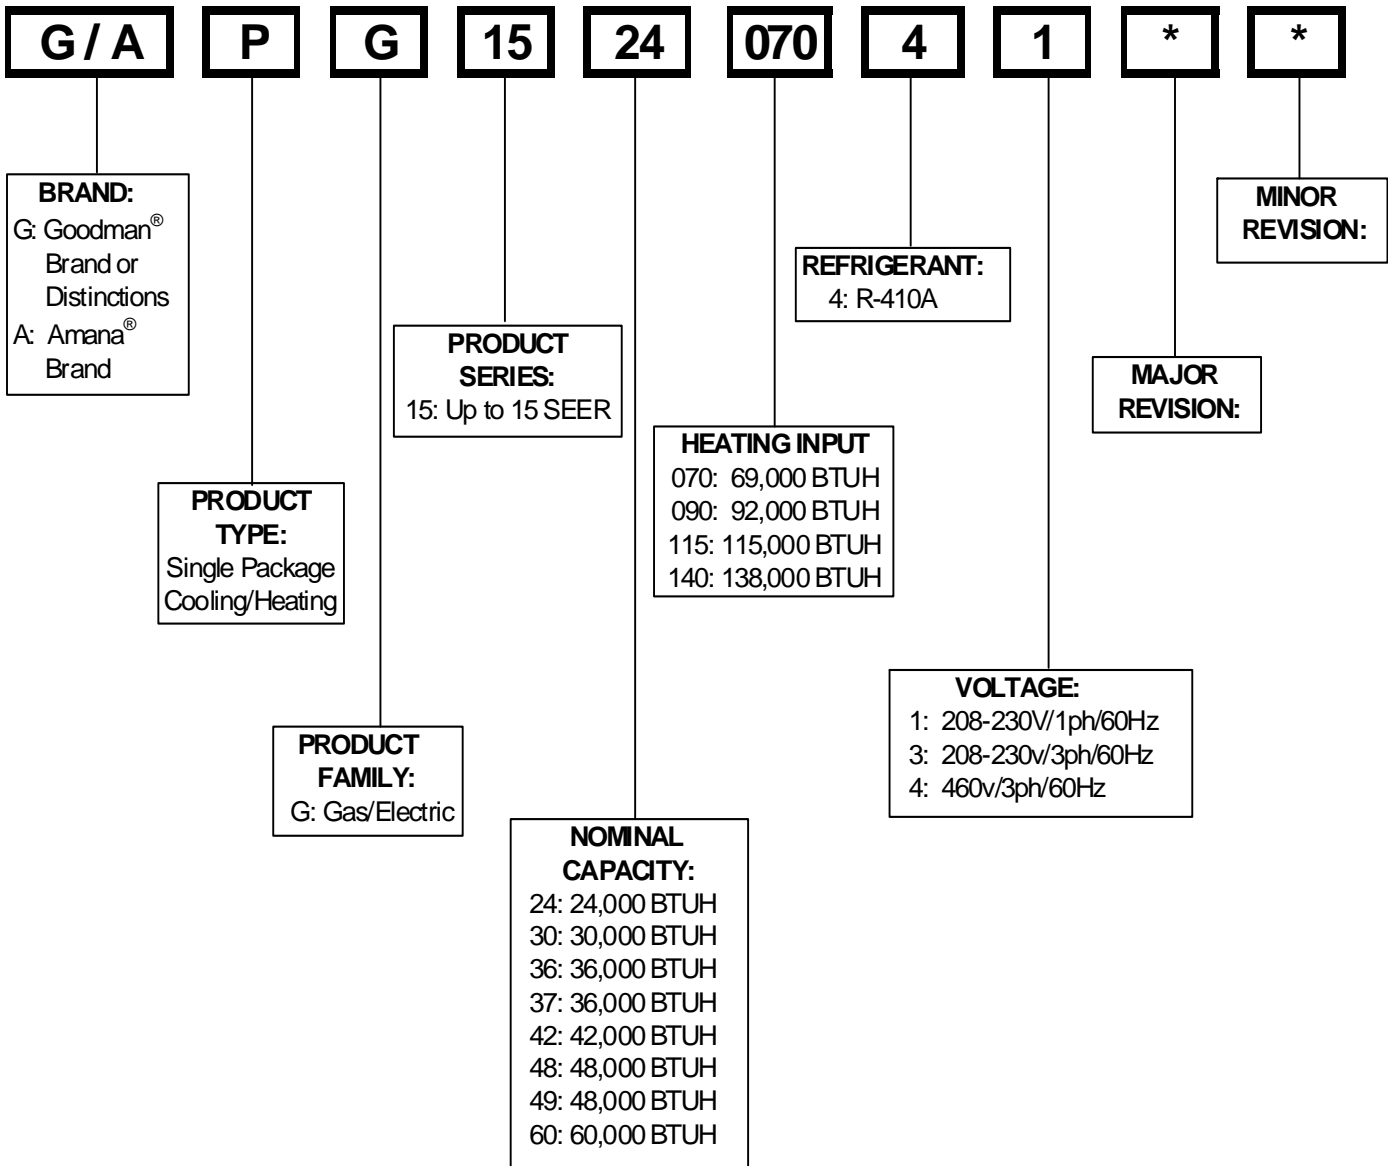 G / A P G 15 24 070 4 1 * *
BRAND:
G: Goodman®
Brand or
Distinctions
A: Amana®
Brand
PRODUCT
TYPE:
Single Package
Cooling/Heating
PRODUCT
FAMILY:
G: Gas/Electric
PRODUCT
SERIES:
15: Up to 15 SEER
NOMINAL
CAPACITY:
24: 24,000 BTUH
30: 30,000 BTUH
36: 36,000 BTUH
37: 36,000 BTUH
42: 42,000 BTUH
48: 48,000 BTUH
49: 48,000 BTUH
60: 60,000 BTUH
HEATING INPUT
070: 69,000 BTUH
090: 92,000 BTUH
115: 115,000 BTUH
140: 138,000 BTUH
REFRIGERANT:
4: R-410A
VOLTAGE:
1: 208-230V/1ph/60Hz
3: 208-230v/3ph/60Hz
4: 460v/3ph/60Hz
MAJOR
REVISION:
MINOR
REVISION: